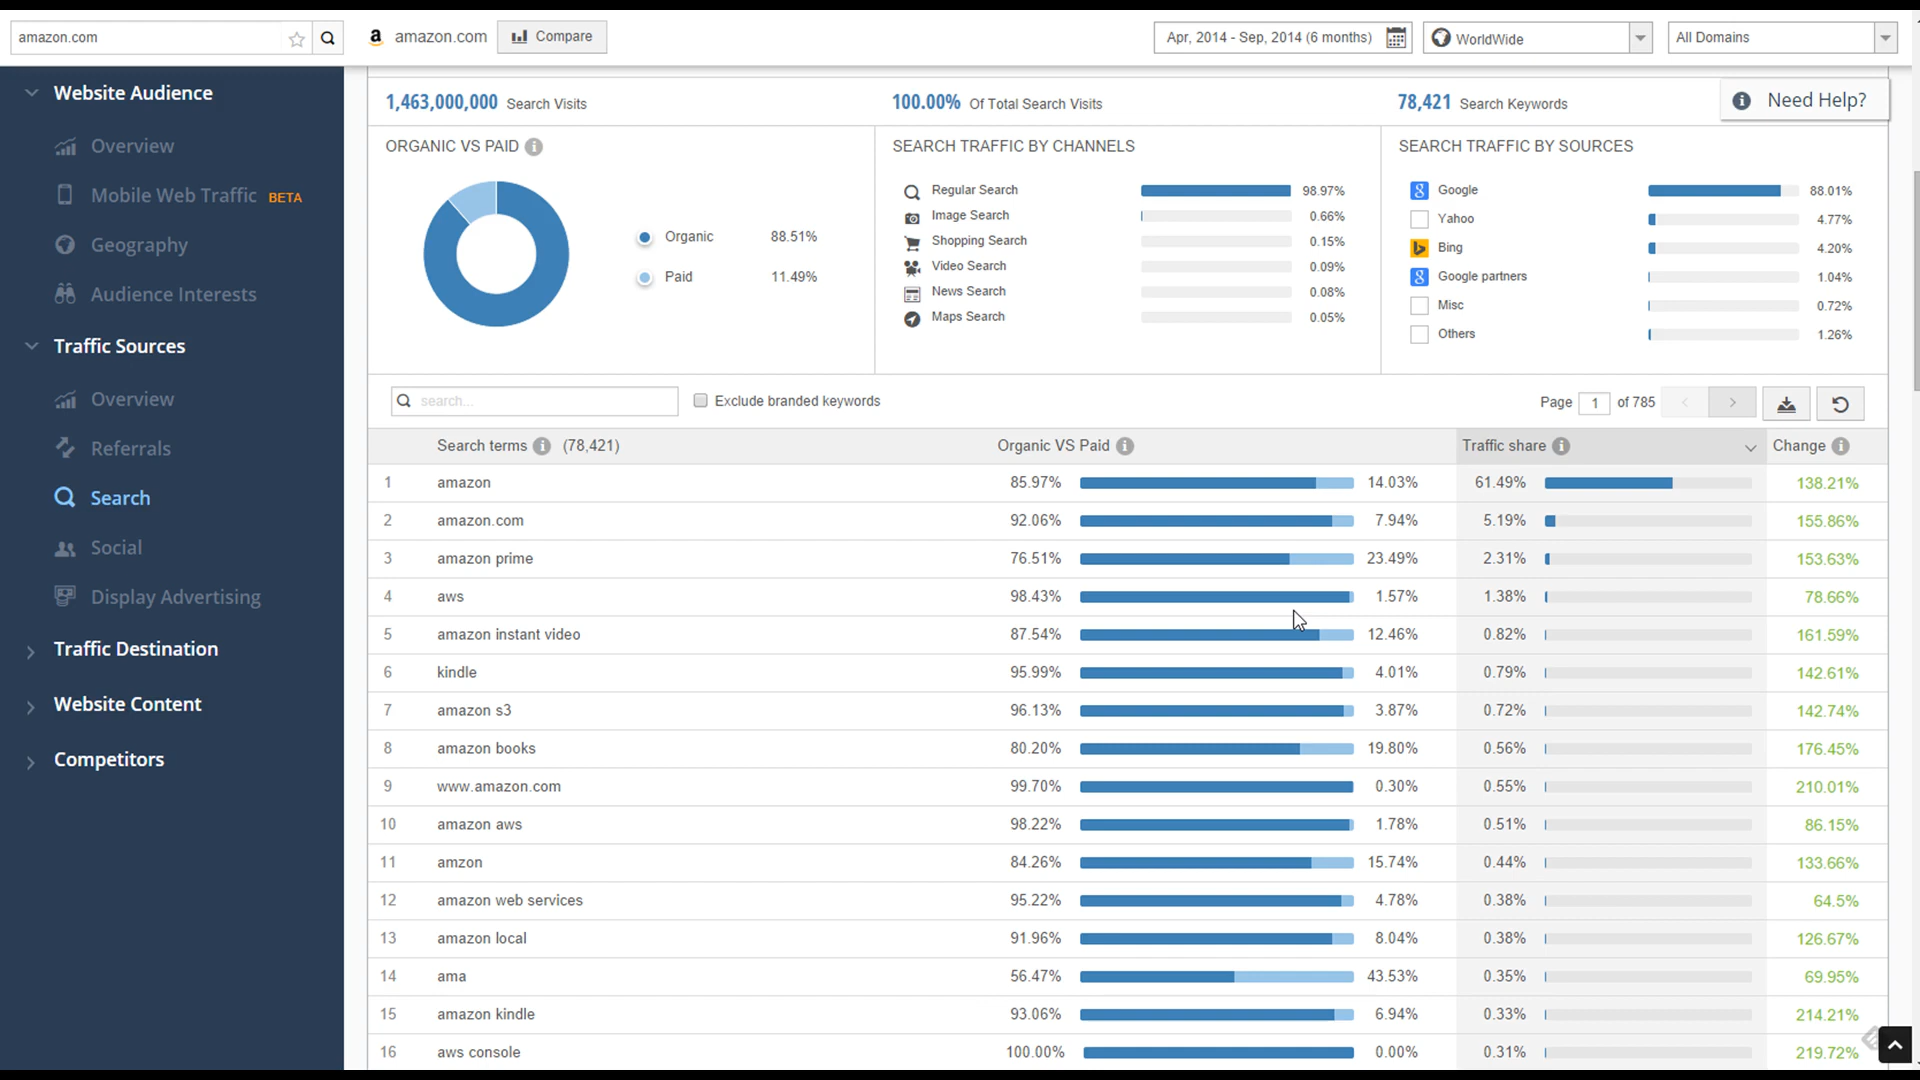 amazon.com
a amazon.com Compare
Apr, 2014 - Sep, 2014 (6 months) WorldWide All Domains
Website Audience
Overview
Mobile Web Traffic BETA
Geography
Audience Interests
Traffic Sources
Overview
Referrals
Search
Social
Display Advertising
Traffic Destination
Website Content
Competitors
1,463,000,000 Search Visits
100.00% Of Total Search Visits
78,421 Search Keywords
Need Help?
ORGANIC VS PAID
Organic 88.51%
Paid 11.49%
SEARCH TRAFFIC BY CHANNELS
Regular Search 98.97%
Image Search 0.66%
Shopping Search 0.15%
Video Search 0.09%
News Search 0.08%
Maps Search 0.05%
SEARCH TRAFFIC BY SOURCES
Google 88.01%
Yahoo 4.77%
Bing 4.20%
Google partners 1.04%
Misc 0.72%
Others 1.26%
search... Exclude branded keywords Page 1 of 785
Search terms (78,421) Organic VS Paid Traffic share Change
1 amazon 85.97% 14.03% 61.49% 138.21%
2 amazon.com 92.06% 7.94% 5.19% 155.86%
3 amazon prime 76.51% 23.49% 2.31% 153.63%
4 aws 98.43% 1.57% 1.38% 78.66%
5 amazon instant video 87.54% 12.46% 0.82% 161.59%
6 kindle 95.99% 4.01% 0.79% 142.61%
7 amazon s3 96.13% 3.87% 0.72% 142.74%
8 amazon books 80.20% 19.80% 0.56% 176.45%
9 www.amazon.com 99.70% 0.30% 0.55% 210.01%
10 amazon aws 98.22% 1.78% 0.51% 86.15%
11 amzon 84.26% 15.74% 0.44% 133.66%
12 amazon web services 95.22% 4.78% 0.38% 64.5%
13 amazon local 91.96% 8.04% 0.38% 126.67%
14 ama 56.47% 43.53% 0.35% 69.95%
15 amazon kindle 93.06% 6.94% 0.33% 214.21%
16 aws console 100.00% 0.00% 0.31% 219.72%